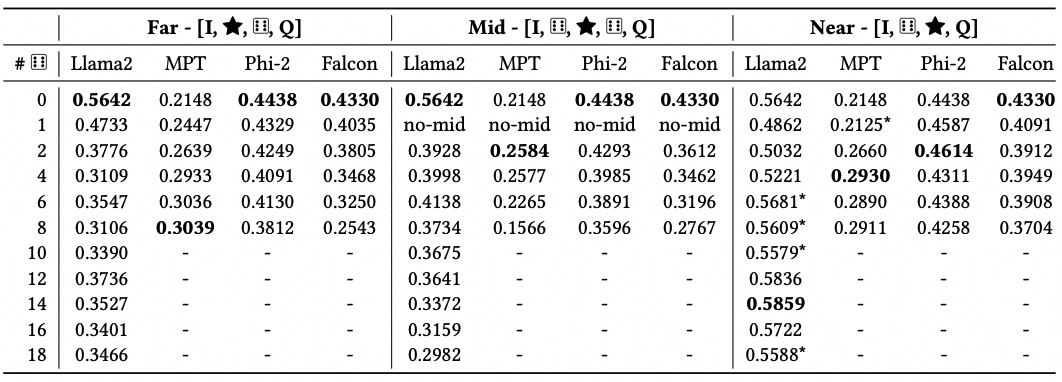 Far - [I, ★, ⚅, Q] Mid - [I, ⚅, ★, ⚅, Q] Near - [I, ⚅, ★, Q]
# ⚅ Llama2 MPT Phi-2 Falcon Llama2 MPT Phi-2 Falcon Llama2 MPT Phi-2 Falcon
0 0.5642 0.2148 0.4438 0.4330 0.5642 0.2148 0.4438 0.4330 0.5642 0.2148 0.4438 0.4330
1 0.4733 0.2447 0.4329 0.4035 no-mid no-mid no-mid no-mid 0.4862 0.2125* 0.4587 0.4091
2 0.3776 0.2639 0.4249 0.3805 0.3928 0.2584 0.4293 0.3612 0.5032 0.2660 0.4614 0.3912
4 0.3109 0.2933 0.4091 0.3468 0.3998 0.2577 0.3985 0.3462 0.5221 0.2930 0.4311 0.3949
6 0.3547 0.3036 0.4130 0.3250 0.4138 0.2265 0.3891 0.3196 0.5681* 0.2890 0.4388 0.3908
8 0.3106 0.3039 0.3812 0.2543 0.3734 0.1566 0.3596 0.2767 0.5609* 0.2911 0.4258 0.3704
10 0.3390 - - - 0.3675 - - - 0.5579* - - -
12 0.3736 - - - 0.3641 - - - 0.5836 - - -
14 0.3527 - - - 0.3372 - - - 0.5859 - - -
16 0.3401 - - - 0.3159 - - - 0.5722 - - -
18 0.3466 - - - 0.2982 - - - 0.5588* - - -